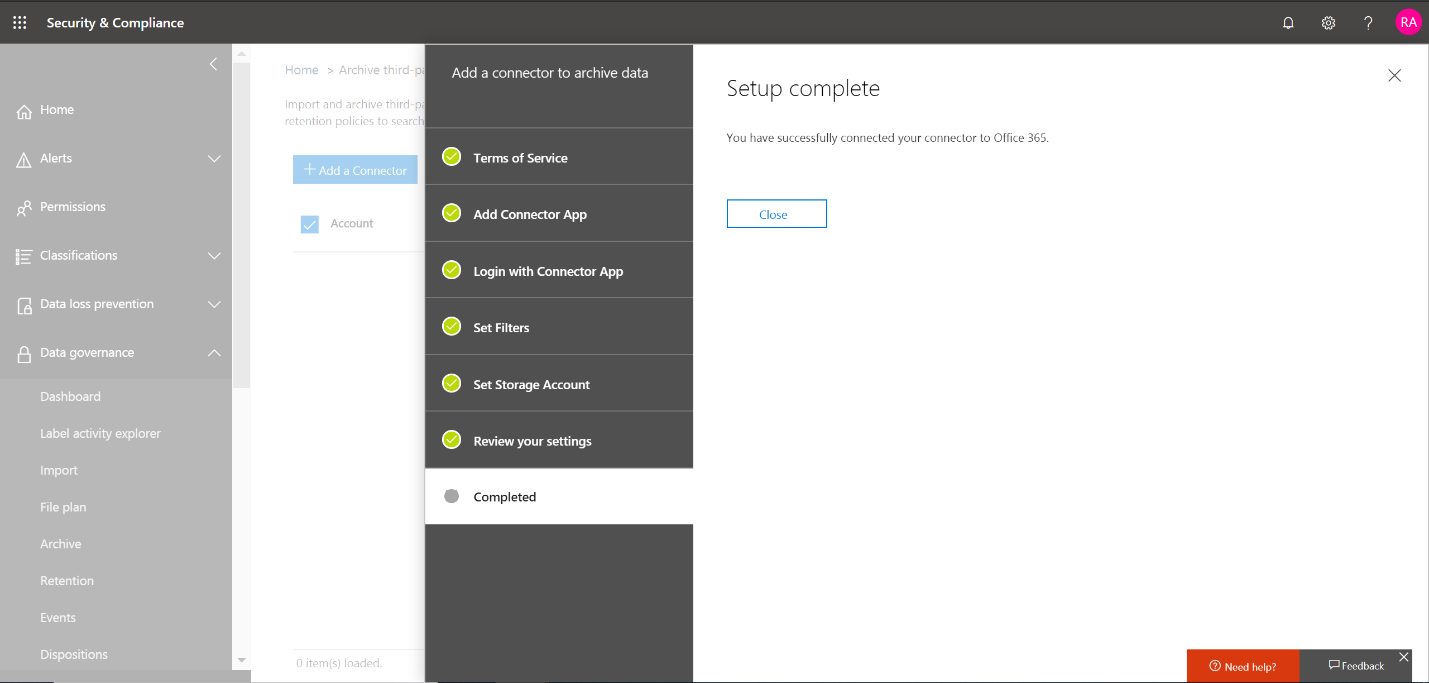 Security & Compliance
RA
Home
Alerts
Permissions
Classifications
Data loss prevention
Data governance
Dashboard
Label activity explorer
Import
File plan
Archive
Retention
Events
Dispositions
Home > Archive third-pa
Import and archive third-pa
retention policies to search
+ Add a Connector
Account
0 item(s) loaded.
Add a connector to archive data
Terms of Service
Add Connector App
Login with Connector App
Set Filters
Set Storage Account
Review your settings
Completed
Setup complete
You have successfully connected your connector to Office 365.
Close
Need help?
Feedback